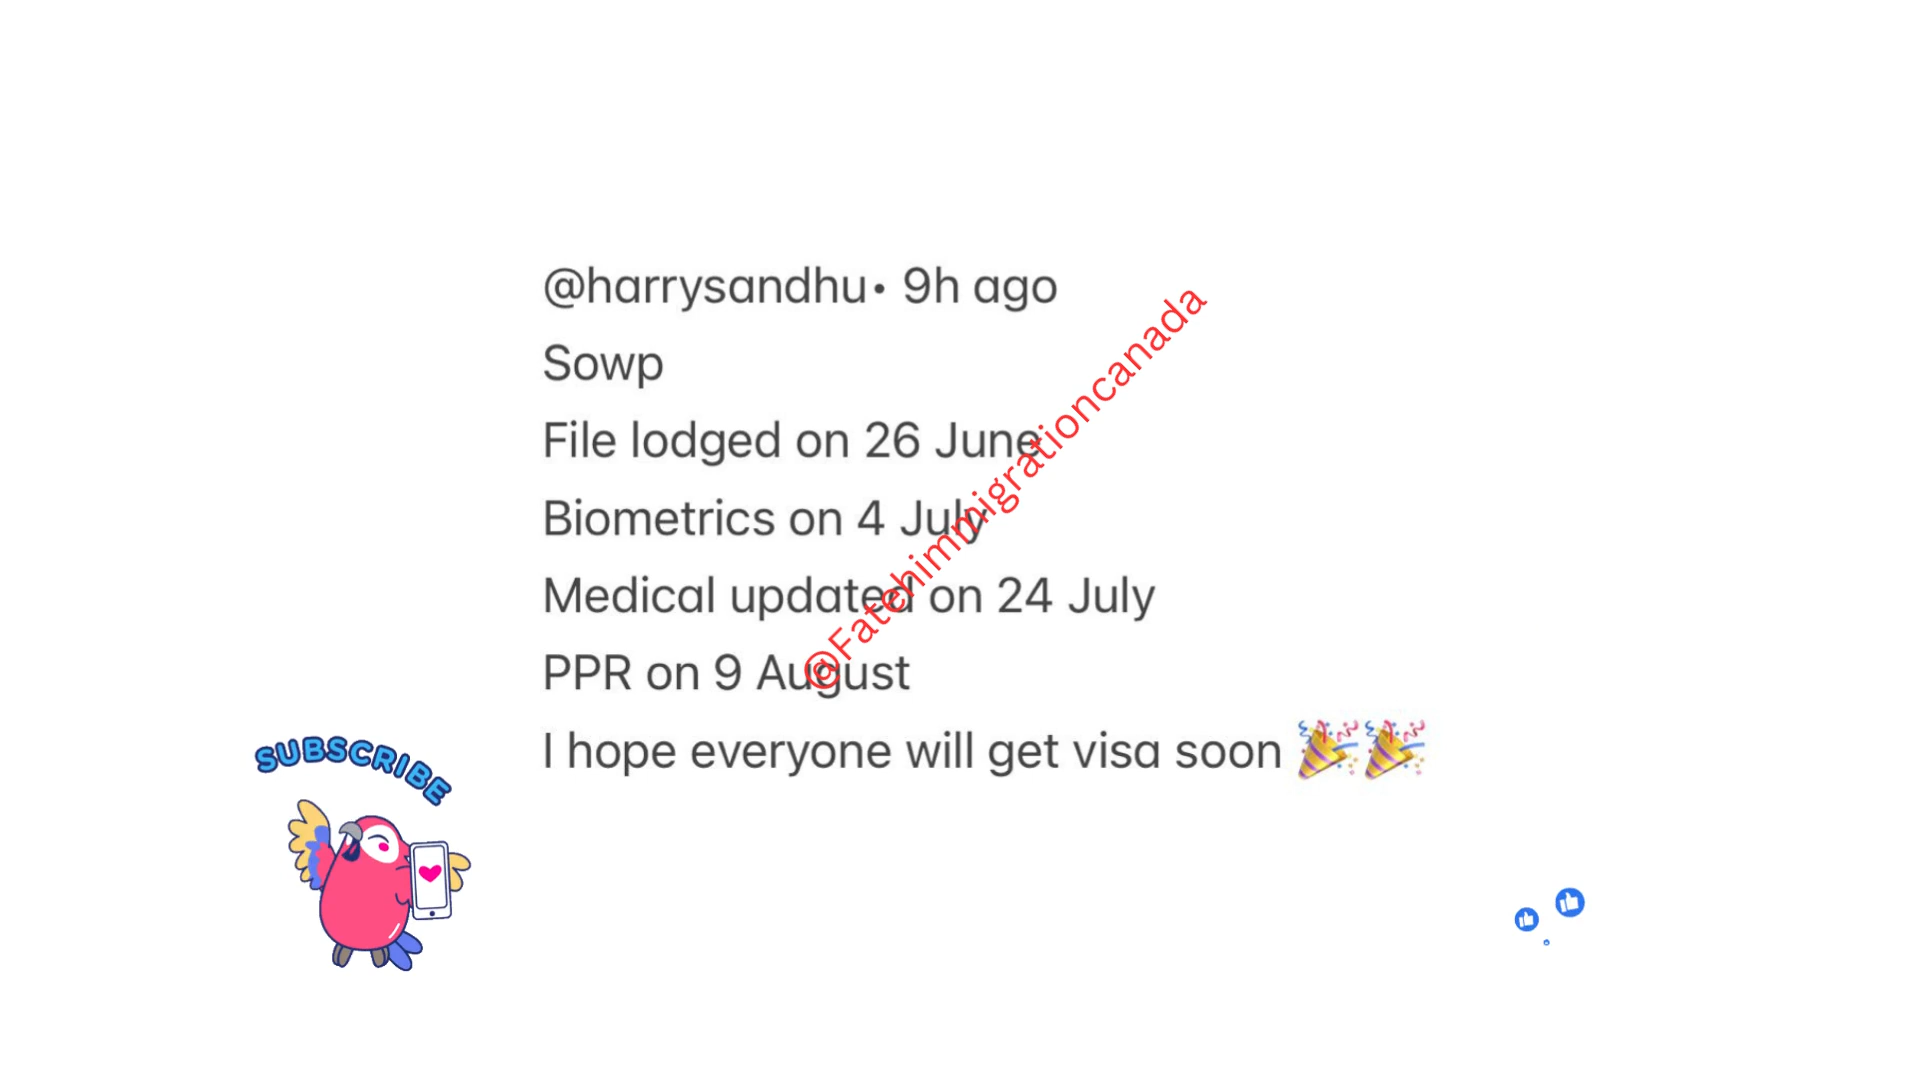 @harrysandhu• 9h ago
Sowp
File lodged on 26 June
Biometrics on 4 July
Medical updated on 24 July
PPR on 9 August
I hope everyone will get visa soon 🎉🎉
@Fatehimmigrationcanada
SUBSCRIBE